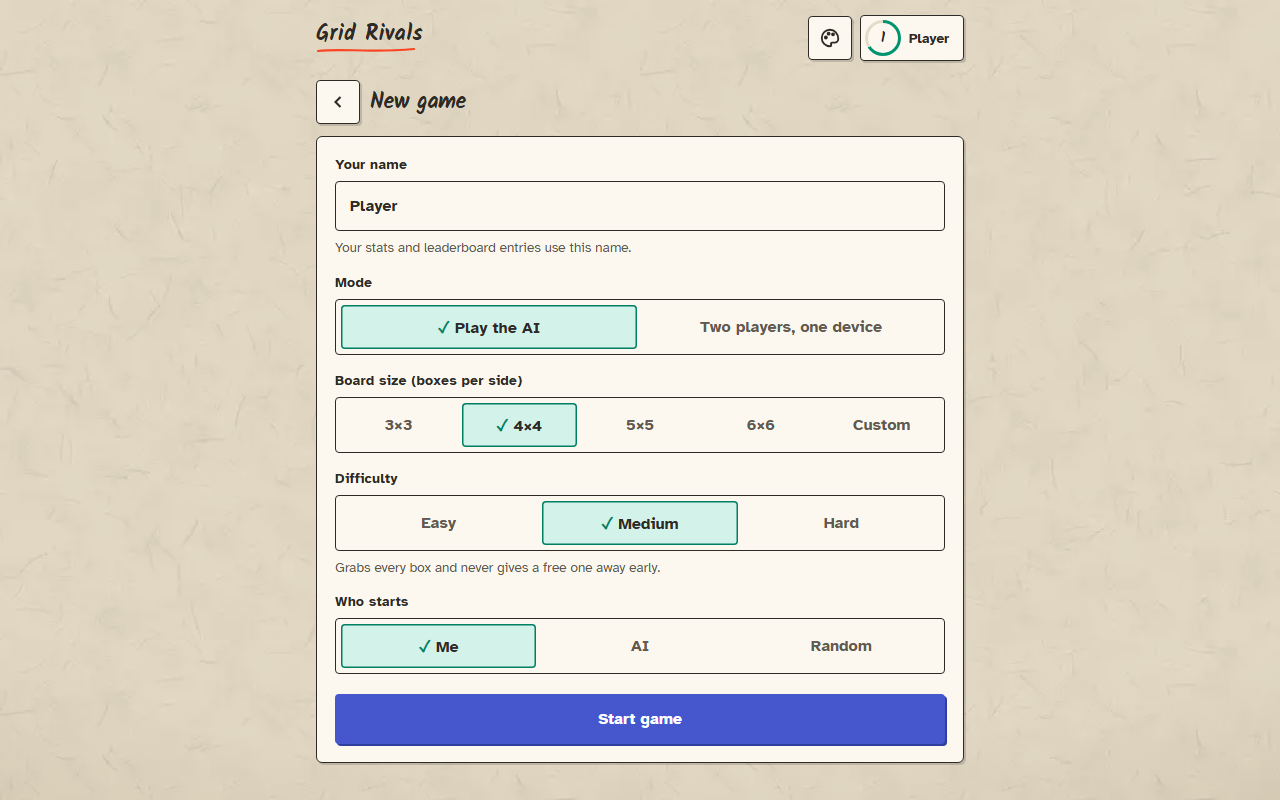 Grid Rivals
1 Player
New game
Your name
Player
Your stats and leaderboard entries use this name.
Mode
✓ Play the AI Two players, one device
Board size (boxes per side)
3×3 ✓ 4×4 5×5 6×6 Custom
Difficulty
Easy ✓ Medium Hard
Grabs every box and never gives a free one away early.
Who starts
✓ Me AI Random
Start game